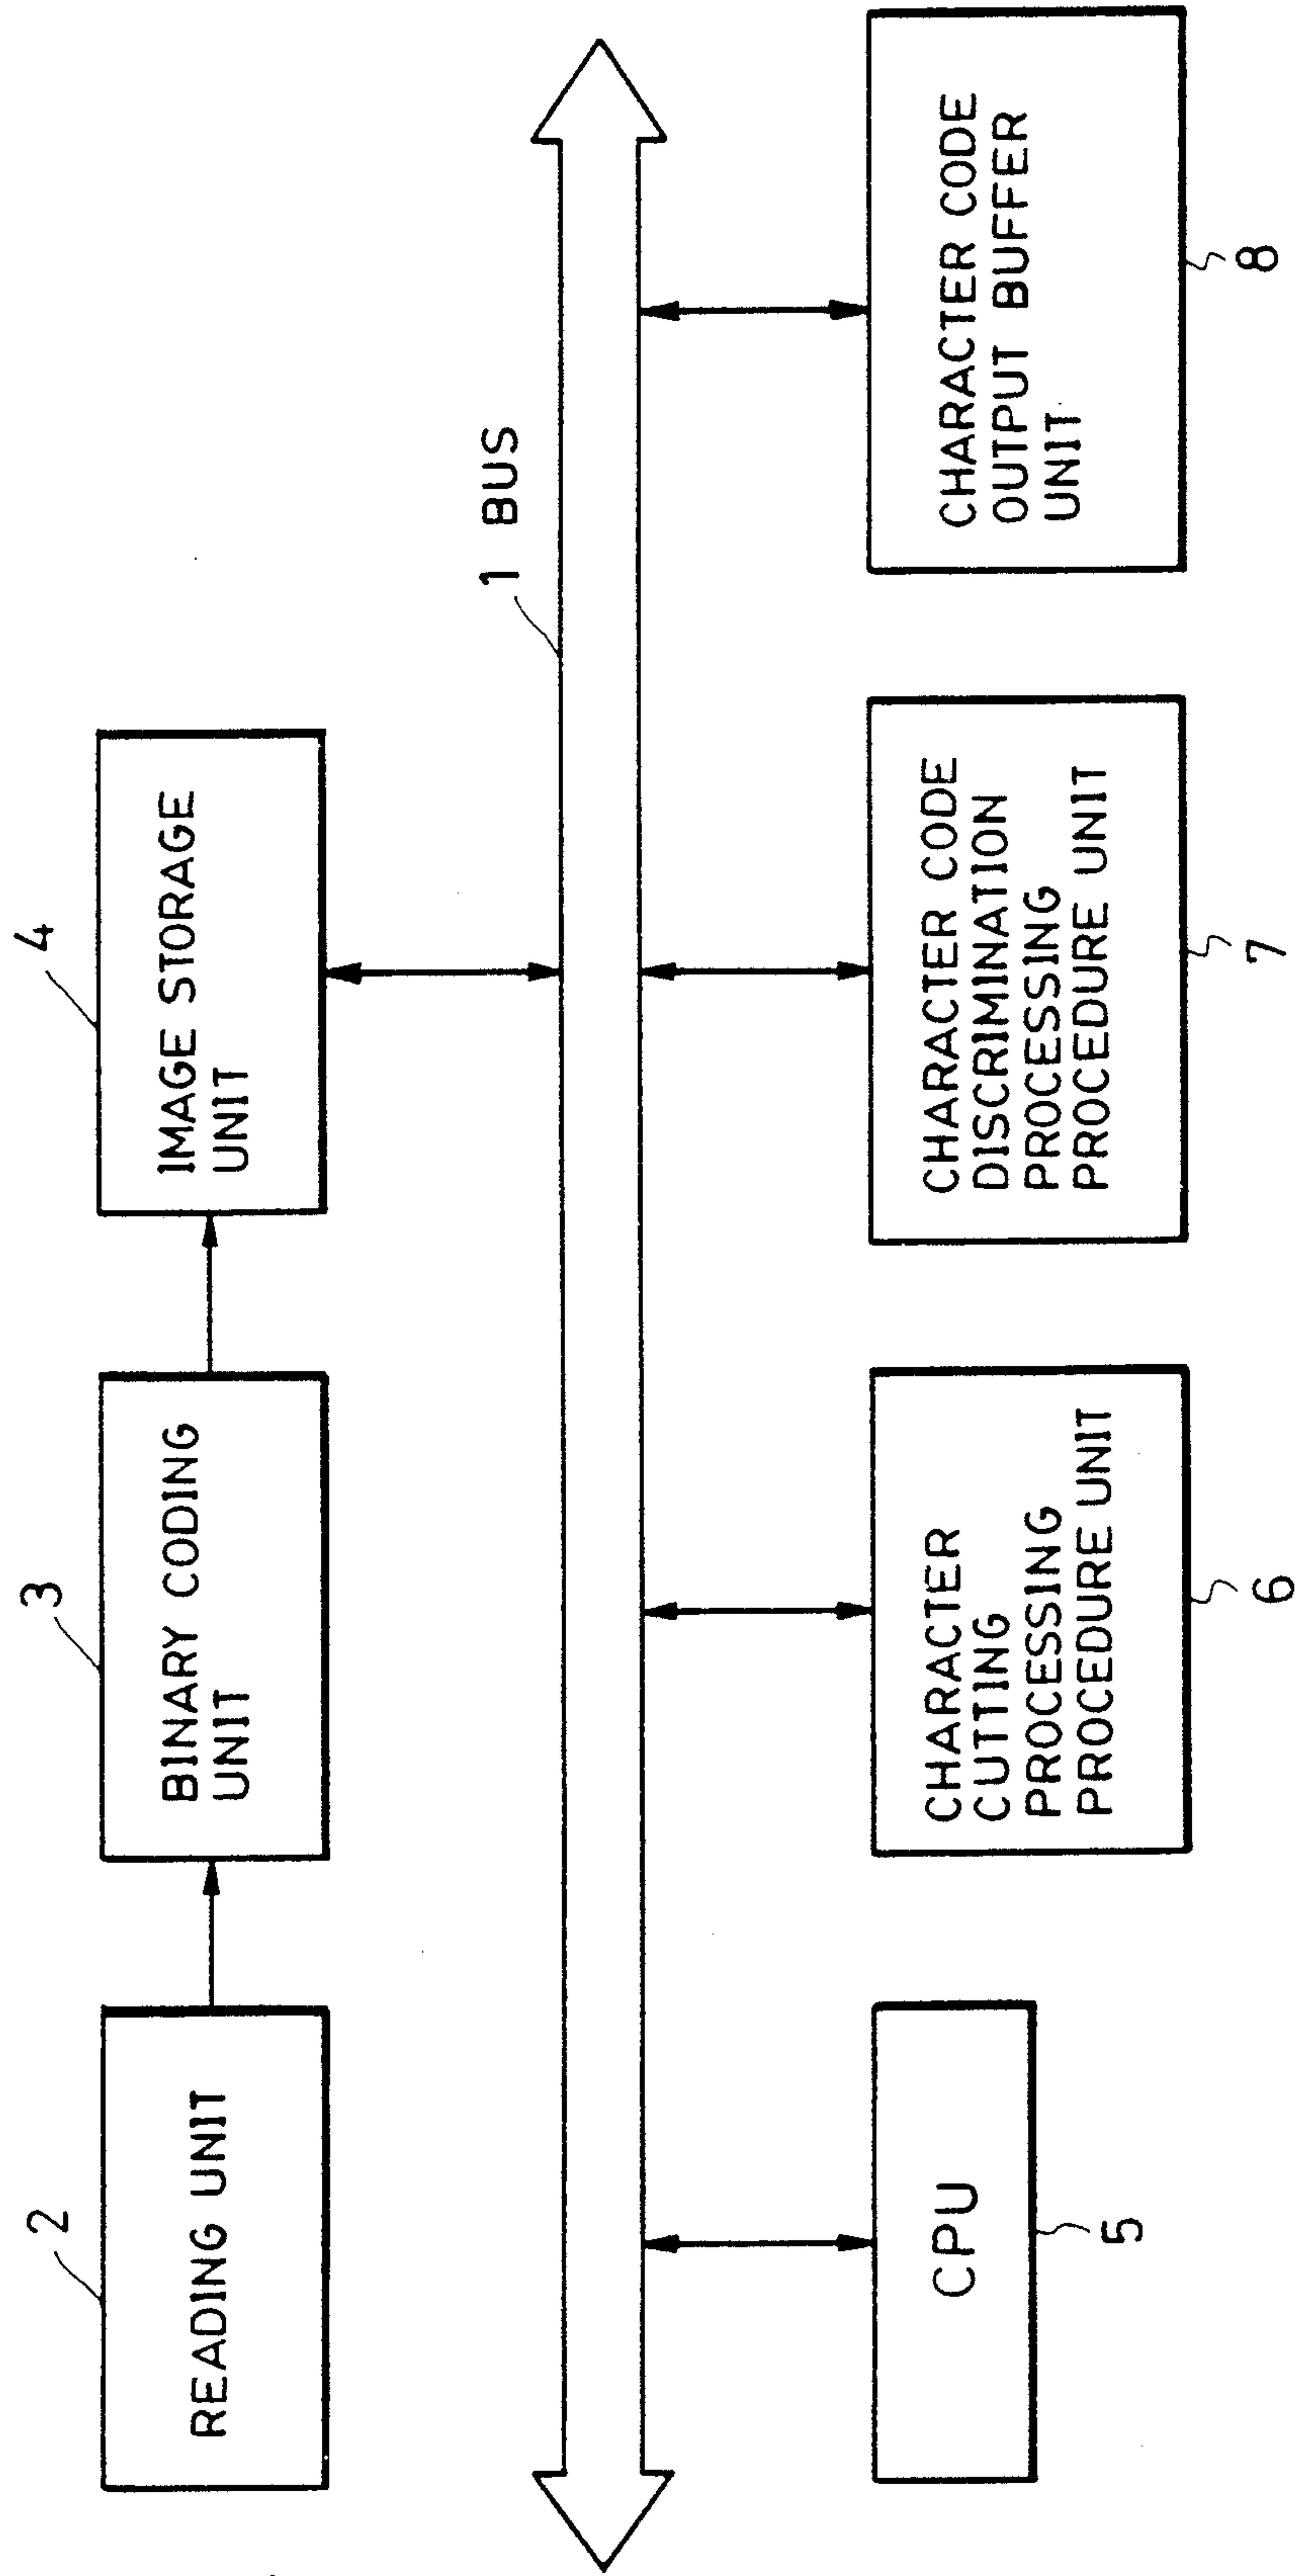 2
READING UNIT
3
BINARY CODING
UNIT
4
IMAGE STORAGE
UNIT
1 BUS
CPU
5
CHARACTER
CUTTING
PROCESSING
PROCEDURE UNIT
6
CHARACTER CODE
DISCRIMINATION
PROCESSING
PROCEDURE UNIT
7
CHARACTER CODE
OUTPUT BUFFER
UNIT
8